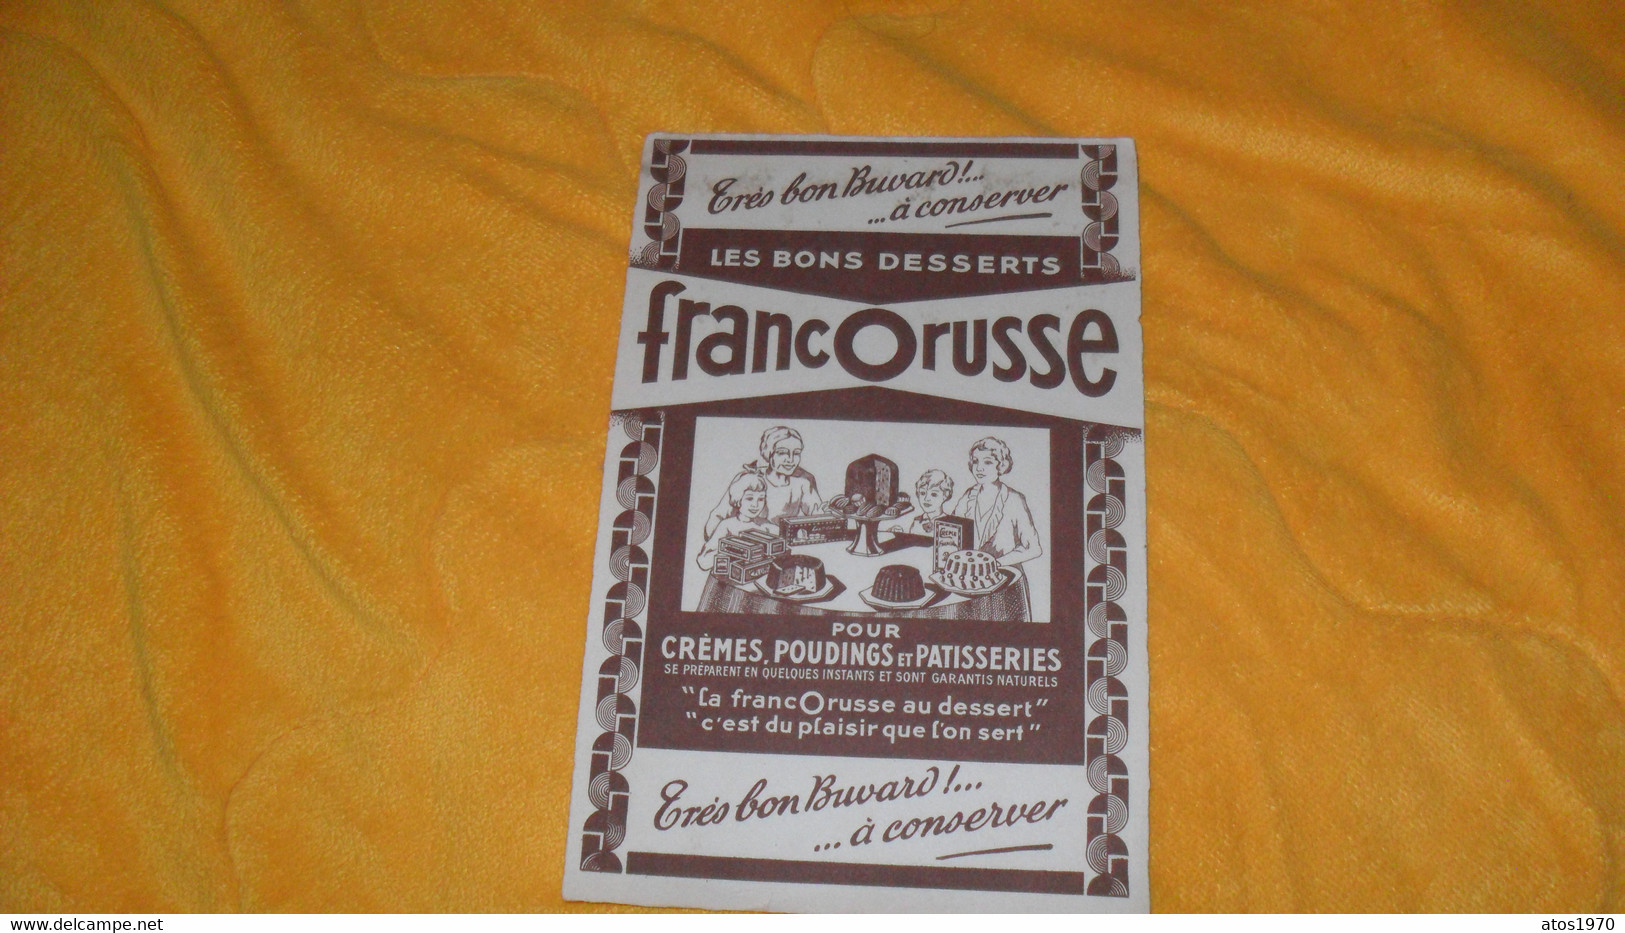 Très bon Buvard!...
...à conserver
LES BONS DESSERTS
francOrusse
POUR
CRÈMES, POUDINGS ET PATISSERIES
SE PRÉPARENT EN QUELQUES INSTANTS ET SONT GARANTIS NATURELS
"La francOrusse au dessert"
"c'est du plaisir que l'on sert"
Très bon Buvard!...
...à conserver
www.delcampe.net
atos1970